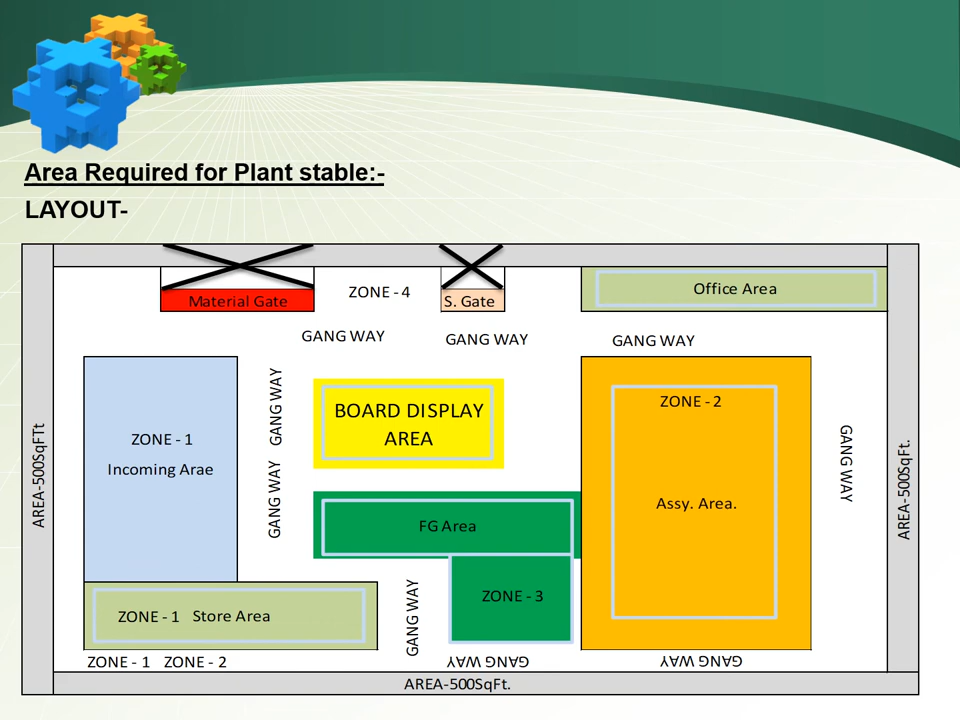 Area Required for Plant stable:-
LAYOUT-
Material Gate
ZONE - 4
S. Gate
Office Area
GANG WAY
GANG WAY
GANG WAY
ZONE - 1
Incoming Arae
GANG WAY
GANG WAY
BOARD DISPLAY
AREA
FG Area
ZONE - 3
ZONE - 2
Assy. Area.
GANG WAY
AREA-500SqFTt
AREA-500SqFt.
ZONE - 1 Store Area
GANG WAY
ZONE - 1 ZONE - 2
GANG WAY
GANG WAY
AREA-500SqFt.